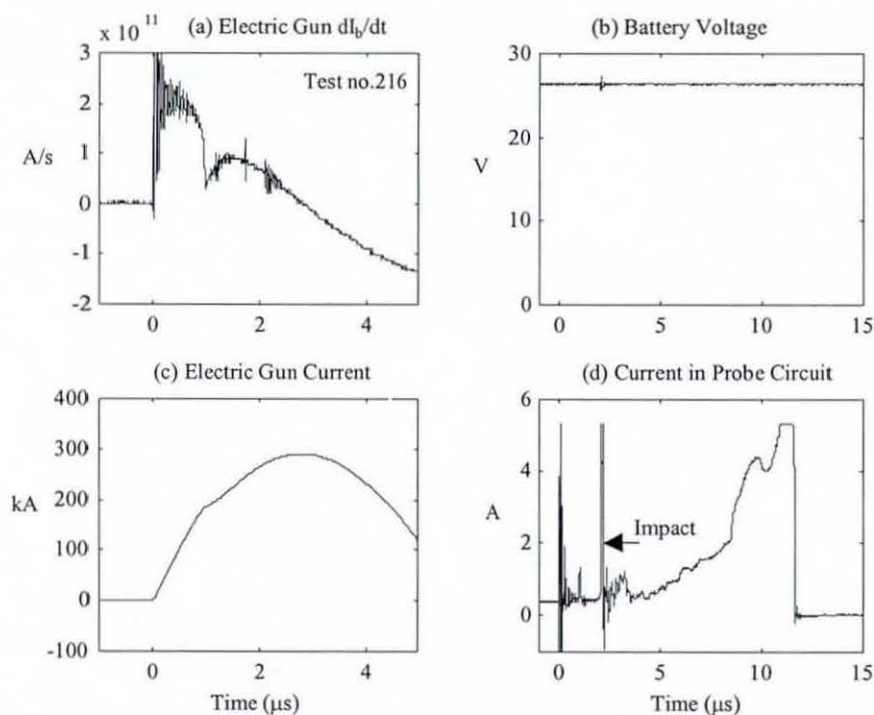 (a) Electric Gun dI_b/dt
x 10^11
3
2
1
0
-1
-2
A/s
Test no.216
0 2 4
(b) Battery Voltage
30
20
10
0
V
0 5 10 15
(c) Electric Gun Current
400
300
200
100
0
-100
kA
0 2 4
Time (μs)
(d) Current in Probe Circuit
6
4
2
0
A
Impact
0 5 10 15
Time (μs)